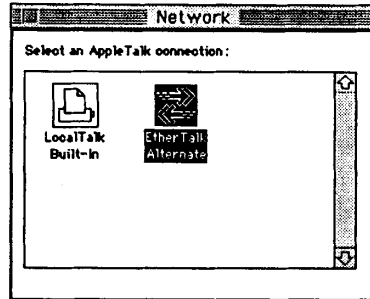 Network
Select an AppleTalk connection:
LocalTalk
Built-In
EtherTalk
Alternate